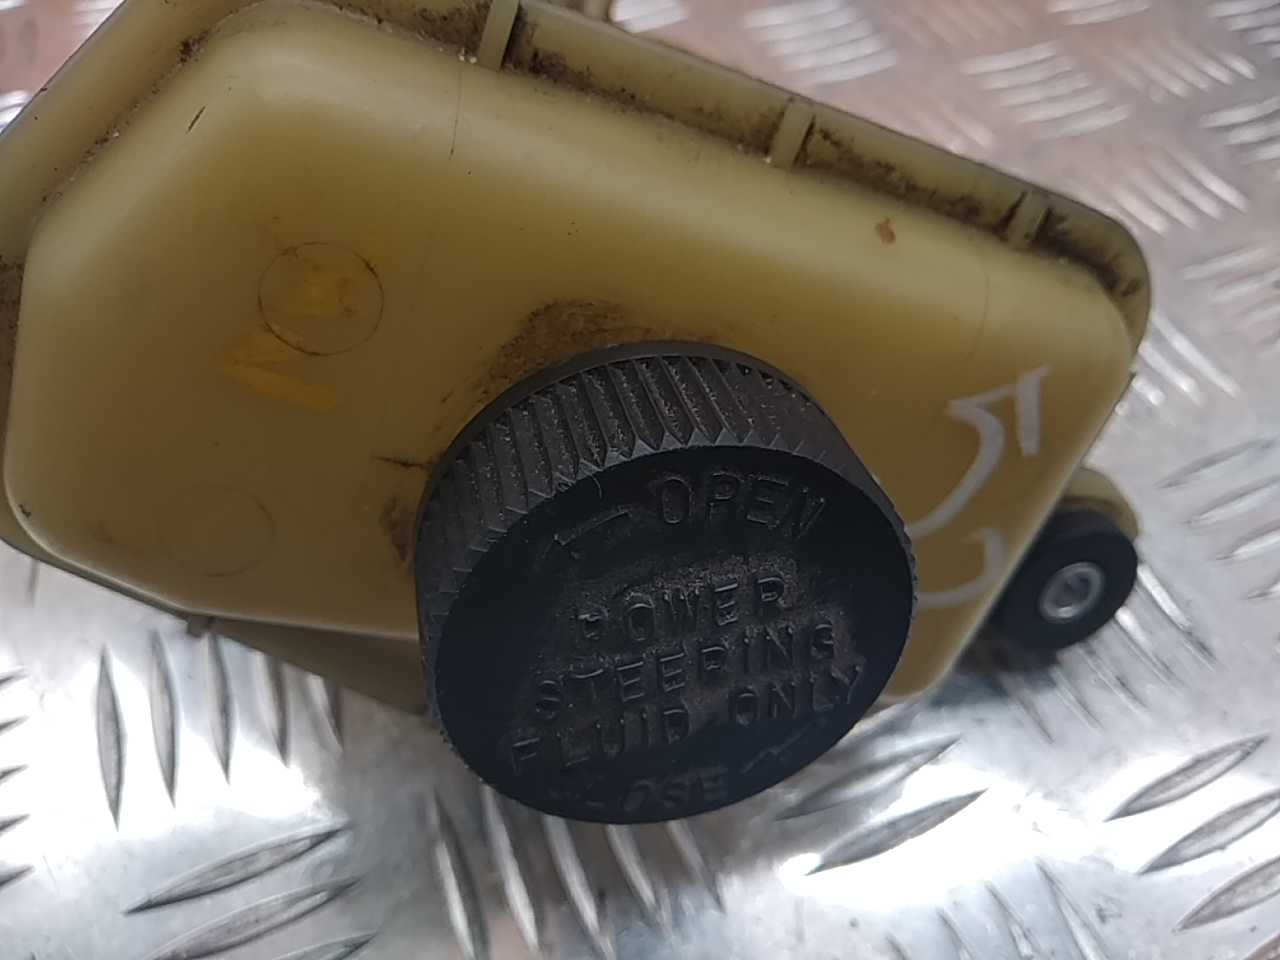 OPEN
POWER
STEERING
FLUID ONLY
CLOSE